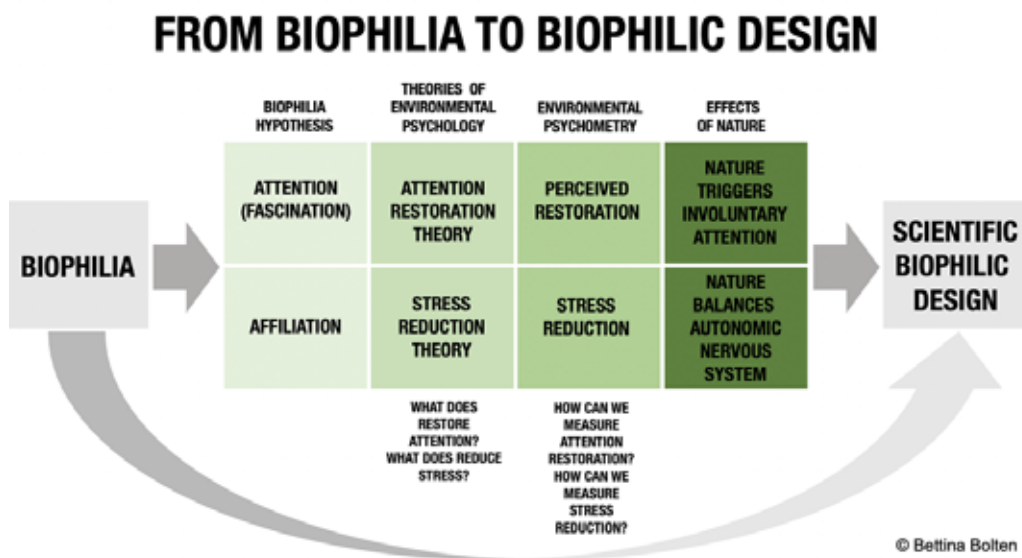 FROM BIOPHILIA TO BIOPHILIC DESIGN
BIOPHILIA
HYPOTHESIS
THEORIES OF
ENVIRONMENTAL
PSYCHOLOGY
ENVIRONMENTAL
PSYCHOMETRY
EFFECTS
OF NATURE
BIOPHILIA
ATTENTION
(FASCINATION)
ATTENTION
RESTORATION
THEORY
PERCEIVED
RESTORATION
NATURE
TRIGGERS
INVOLUNTARY
ATTENTION
AFFILIATION
STRESS
REDUCTION
THEORY
STRESS
REDUCTION
NATURE
BALANCES
AUTONOMIC
NERVOUS
SYSTEM
SCIENTIFIC
BIOPHILIC
DESIGN
WHAT DOES
RESTORE
ATTENTION?
WHAT DOES REDUCE
STRESS?
HOW CAN WE
MEASURE
ATTENTION
RESTORATION?
HOW CAN WE
MEASURE
STRESS
REDUCTION?
© Bettina Bolten